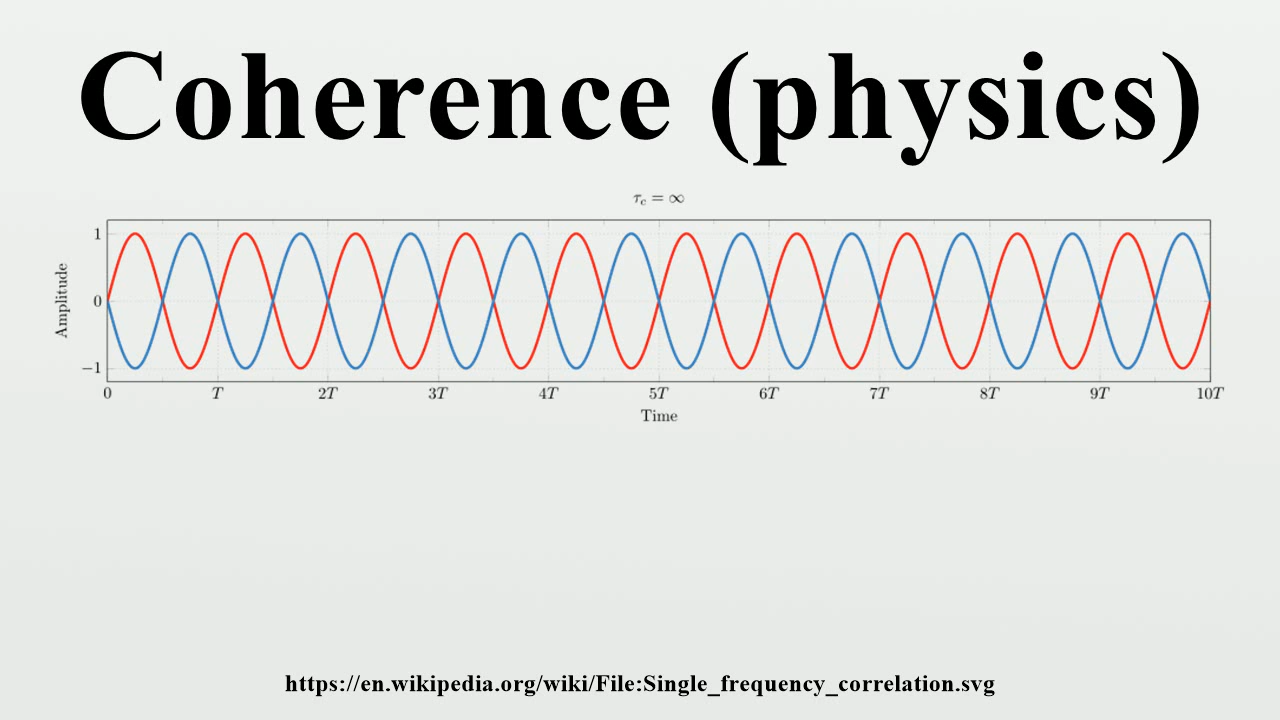 Coherence (physics)
τc = ∞
1
0
−1
Amplitude
0 T 2T 3T 4T 5T 6T 7T 8T 9T 10T
Time
https://en.wikipedia.org/wiki/File:Single_frequency_correlation.svg